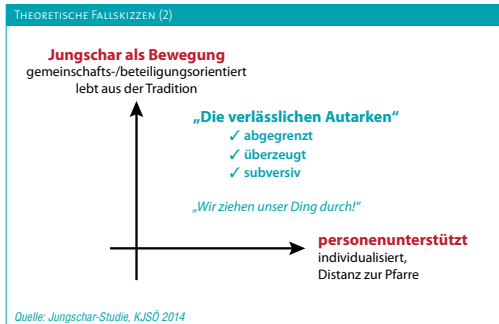 Theoretische Fallskizzen (2)
Jungschar als Bewegung
gemeinschafts-/beteiligungsorientiert
lebt aus der Tradition
„Die verlässlichen Autarken“
✓ abgegrenzt
✓ überzeugt
✓ subversiv
„Wir ziehen unser Ding durch!“
personenunterstützt
individualisiert,
Distanz zur Pfarre
Quelle: Jungschar-Studie, KJSÖ 2014